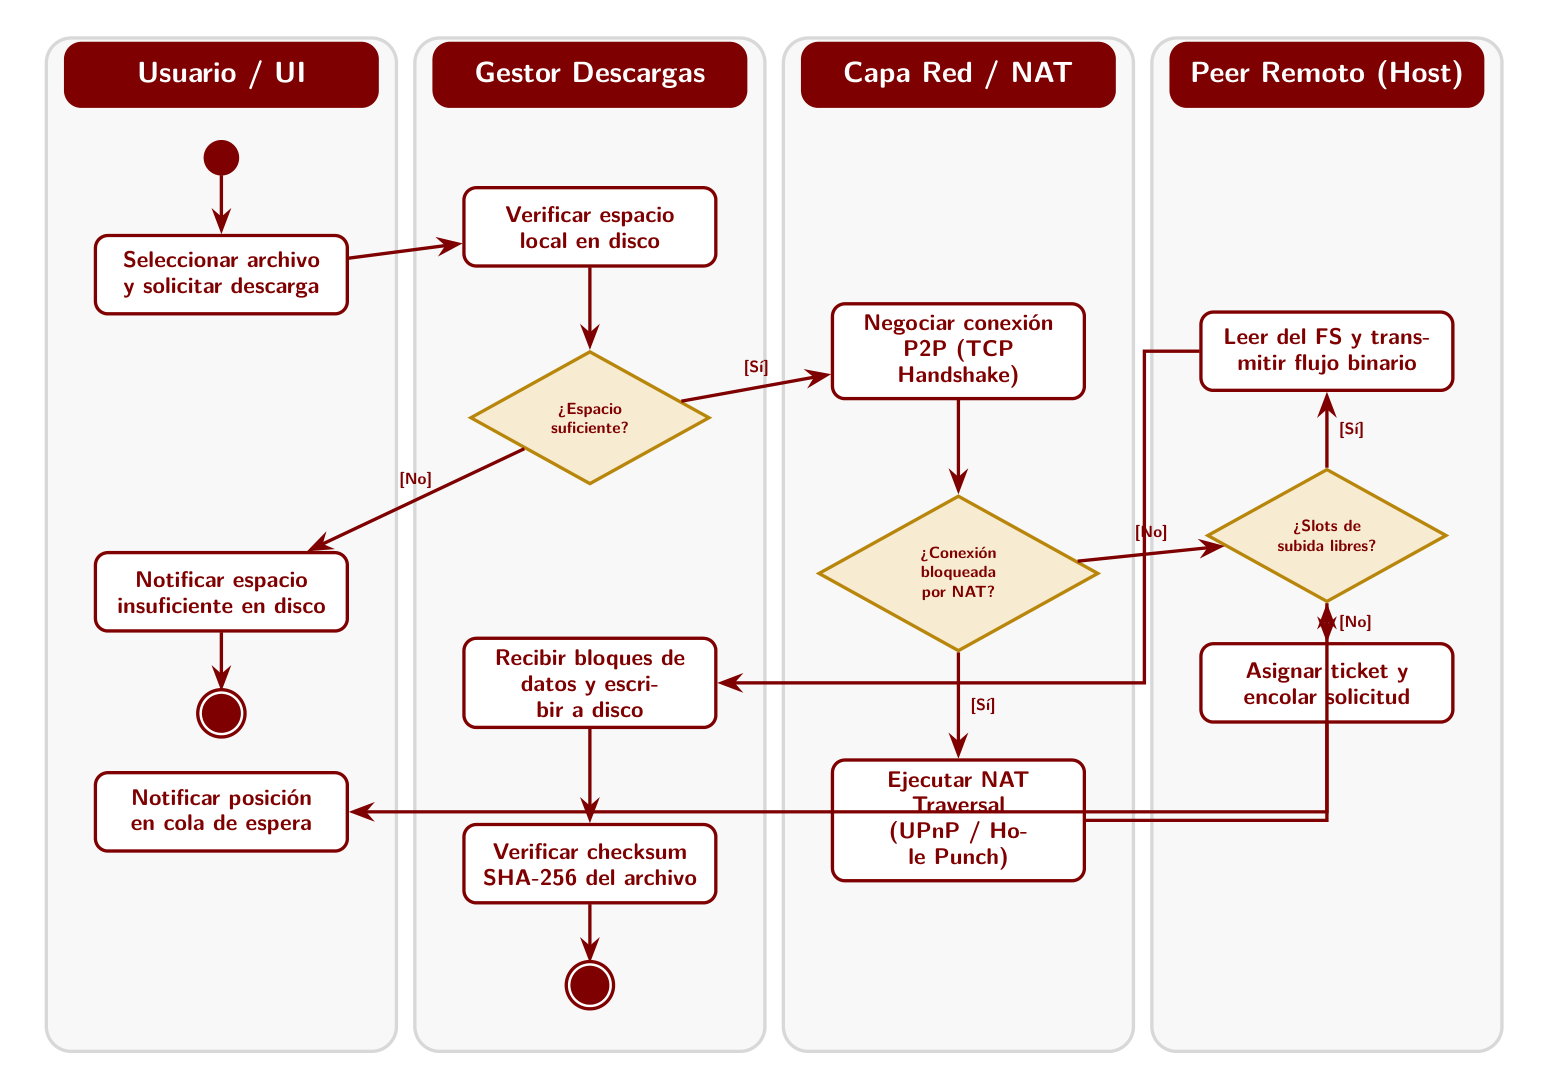 Usuario / UI
Gestor Descargas
Capa Red / NAT
Peer Remoto (Host)
Seleccionar archivo
y solicitar descarga
Verificar espacio
local en disco
¿Espacio
suficiente?
[Sí]
[No]
Notificar espacio
insuficiente en disco
Negociar conexión
P2P (TCP
Handshake)
¿Conexión
bloqueada
por NAT?
[No]
[Sí]
Ejecutar NAT
Traversal
(UPnP / Ho-
le Punch)
Leer del FS y trans-
mitir flujo binario
[Sí]
¿Slots de
subida libres?
[No]
Asignar ticket y
encolar solicitud
Recibir bloques de
datos y escri-
bir a disco
Notificar posición
en cola de espera
Verificar checksum
SHA-256 del archivo